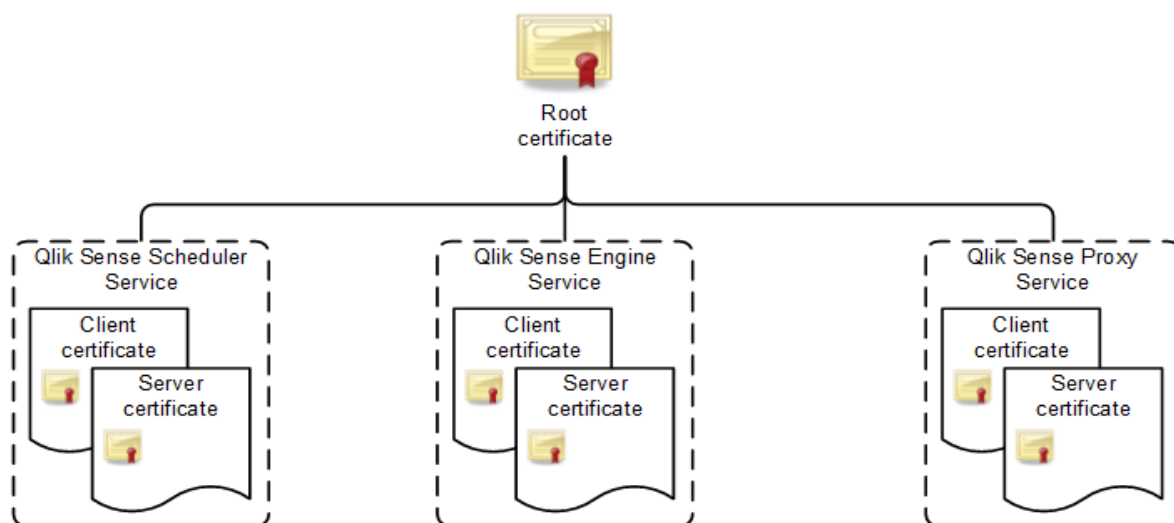 Root
certificate
Qlik Sense Scheduler
Service
Client
certificate
Server
certificate
Qlik Sense Engine
Service
Client
certificate
Server
certificate
Qlik Sense Proxy
Service
Client
certificate
Server
certificate